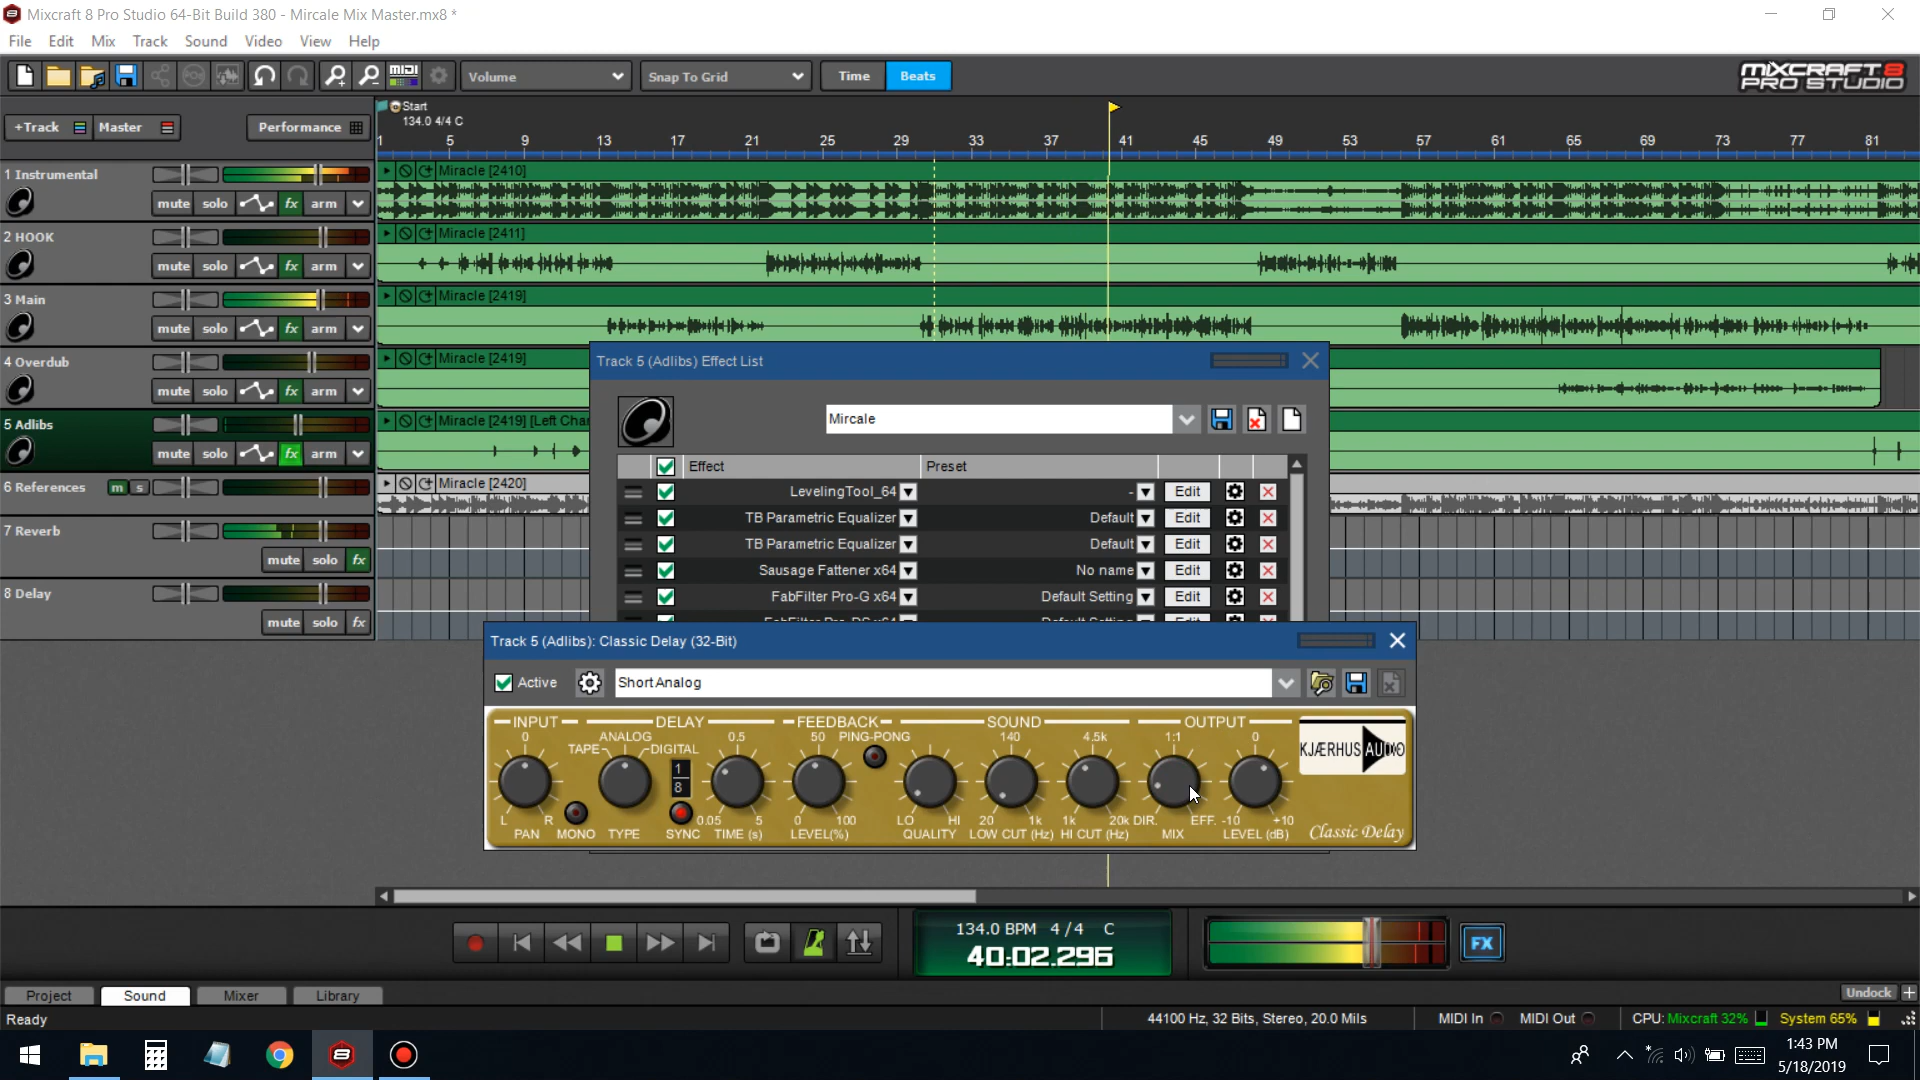 Mixcraft 8 Pro Studio 64-Bit Build 380 - Mircale Mix Master.mx8 *
File Edit Mix Track Sound Video View Help
MIDI Volume Snap To Grid Time Beats MIXCRAFT 8
PRO STUDIO
Start
134.0 4/4 C
+Track Master Performance
1 5 9 13 17 21 25 29 33 37 41 45 49 53 57 61 65 69 73 77 81
1 Instrumental
Miracle [2410]
mute solo fx arm
2 HOOK
Miracle [2411]
mute solo fx arm
3 Main
Miracle [2419]
mute solo fx arm
4 Overdub
Miracle [2419]
mute solo fx arm
5 Adlibs
Miracle [2419] [Left Cha
mute solo fx arm
6 References m s
Miracle [2420]
7 Reverb
mute solo fx
8 Delay
mute solo fx
Track 5 (Adlibs) Effect List
Mircale
Effect Preset
LevelingTool_64 - Edit
TB Parametric Equalizer Default Edit
TB Parametric Equalizer Default Edit
Sausage Fattener x64 No name Edit
FabFilter Pro-G x64 Default Setting Edit
Track 5 (Adlibs): Classic Delay (32-Bit)
Active Short Analog
INPUT DELAY FEEDBACK SOUND OUTPUT
0 ANALOG 0.5 50 PING-PONG 140 4.5k 1:1 0
TAPE DIGITAL
KJÆRHUS AUDIO
1
8
L R 0.05 5 0 100 LO HI 20 1k 1k 20k DIR. EFF. -10 +10
PAN MONO TYPE SYNC TIME (s) LEVEL(%) QUALITY LOW CUT (Hz) HI CUT (Hz) MIX LEVEL (dB) Classic Delay
134.0 BPM 4/4 C
40:02.296
FX
Project Sound Mixer Library Undock +
Ready 44100 Hz, 32 Bits, Stereo, 20.0 Mils MIDI In MIDI Out CPU: Mixcraft 32% System 65%
8
1:43 PM
5/18/2019